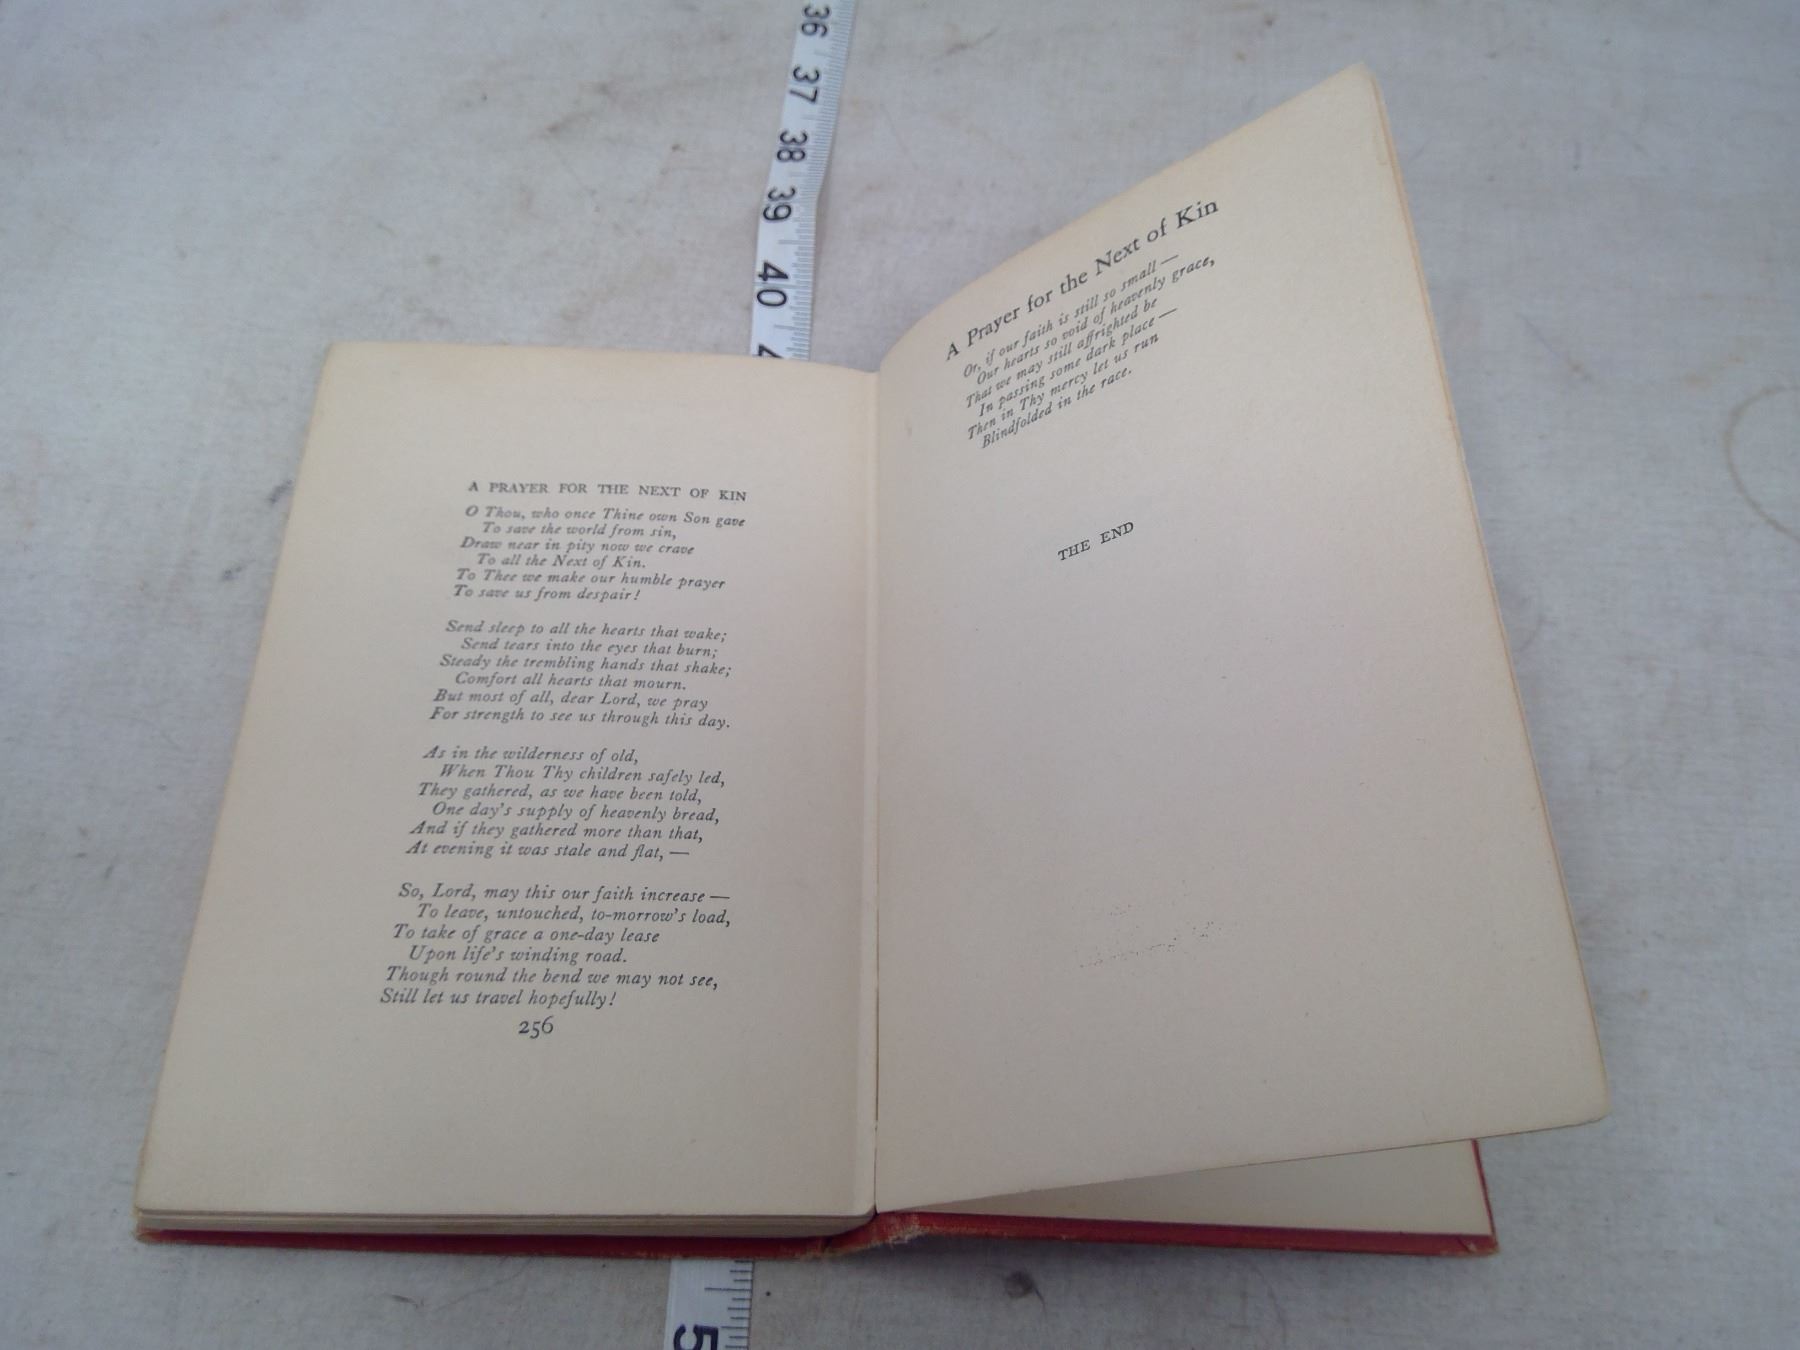 36
37
38
39
40
4
A PRAYER FOR THE NEXT OF KIN
O Thou, who once Thine own Son gave
To save the world from sin,
Draw near in pity now we crave
To all the Next of Kin.
To Thee we make our humble prayer
To save us from despair!
Send sleep to all the hearts that wake;
Send tears into the eyes that burn;
Steady the trembling hands that shake;
Comfort all hearts that mourn.
But most of all, dear Lord, we pray
For strength to see us through this day.
As in the wilderness of old,
When Thou Thy children safely led,
They gathered, as we have been told,
One day's supply of heavenly bread,
And if they gathered more than that,
At evening it was stale and flat, —
So, Lord, may this our faith increase —
To leave, untouched, to-morrow's load,
To take of grace a one-day lease
Upon life's winding road.
Though round the bend we may not see,
Still let us travel hopefully!
256
A Prayer for the Next of Kin
Or, if our faith is still so small —
Our hearts so void of heavenly grace,
That we may still affrighted be
In passing some dark place —
Then in Thy mercy let us run
Blindfolded in the race.
THE END
5